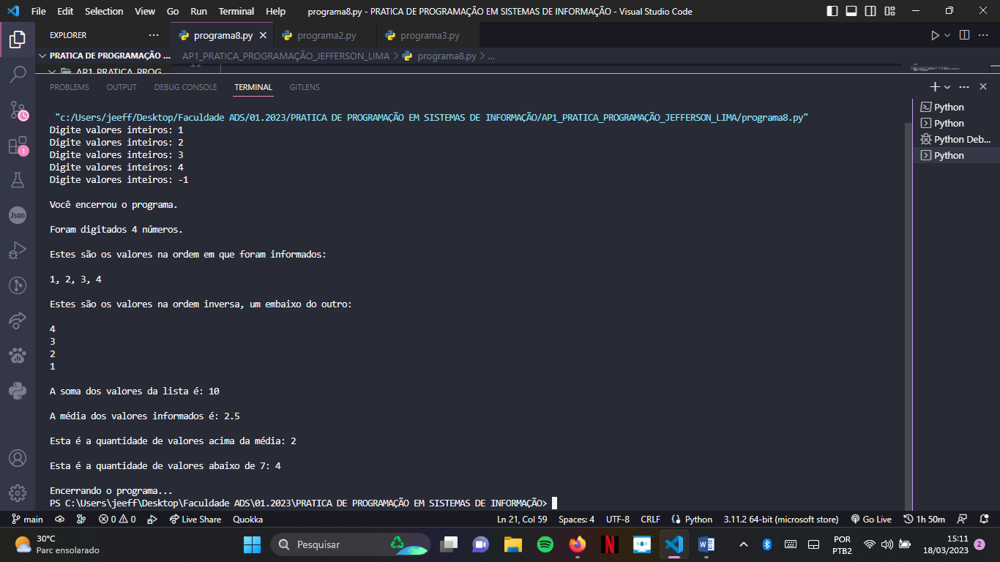 File Edit Selection View Go Run Terminal Help programa8.py - PRATICA DE PROGRAMAÇÃO EM SISTEMAS DE INFORMAÇÃO - Visual Studio Code
EXPLORER ... programa8.py programa2.py programa3.py
PRATICA DE PROGRAMAÇÃO ... AP1_PRATICA_PROGRAMAÇÃO_JEFFERSON_LIMA > programa8.py > ...
AP1_PRATICA_PROG 11
PROBLEMS OUTPUT DEBUG CONSOLE TERMINAL GITLENS
"c:/Users/jeeff/Desktop/Faculdade ADS/01.2023/PRATICA DE PROGRAMAÇÃO EM SISTEMAS DE INFORMAÇÃO/AP1_PRATICA_PROGRAMAÇÃO_JEFFERSON_LIMA/programa8.py"
Digite valores inteiros: 1
Digite valores inteiros: 2
Digite valores inteiros: 3
Digite valores inteiros: 4
Digite valores inteiros: -1
Você encerrou o programa.
Foram digitados 4 números.
Estes são os valores na ordem em que foram informados:
1, 2, 3, 4
Estes são os valores na ordem inversa, um embaixo do outro:
4
3
2
1
A soma dos valores da lista é: 10
A média dos valores informados é: 2.5
Esta é a quantidade de valores acima da média: 2
Esta é a quantidade de valores abaixo de 7: 4
Encerrando o programa...
PS C:\Users\jeeff\Desktop\Faculdade ADS\01.2023\PRATICA DE PROGRAMAÇÃO EM SISTEMAS DE INFORMAÇÃO>
Python
Python
Python Deb...
Python
1
Json
main 0 0 Live Share Quokka Ln 21, Col 59 Spaces: 4 UTF-8 CRLF Python 3.11.2 64-bit (microsoft store) Go Live 1h 50m
30°C
Parc ensolarado
Pesquisar
POR
PTB2
15:11
18/03/2023
2